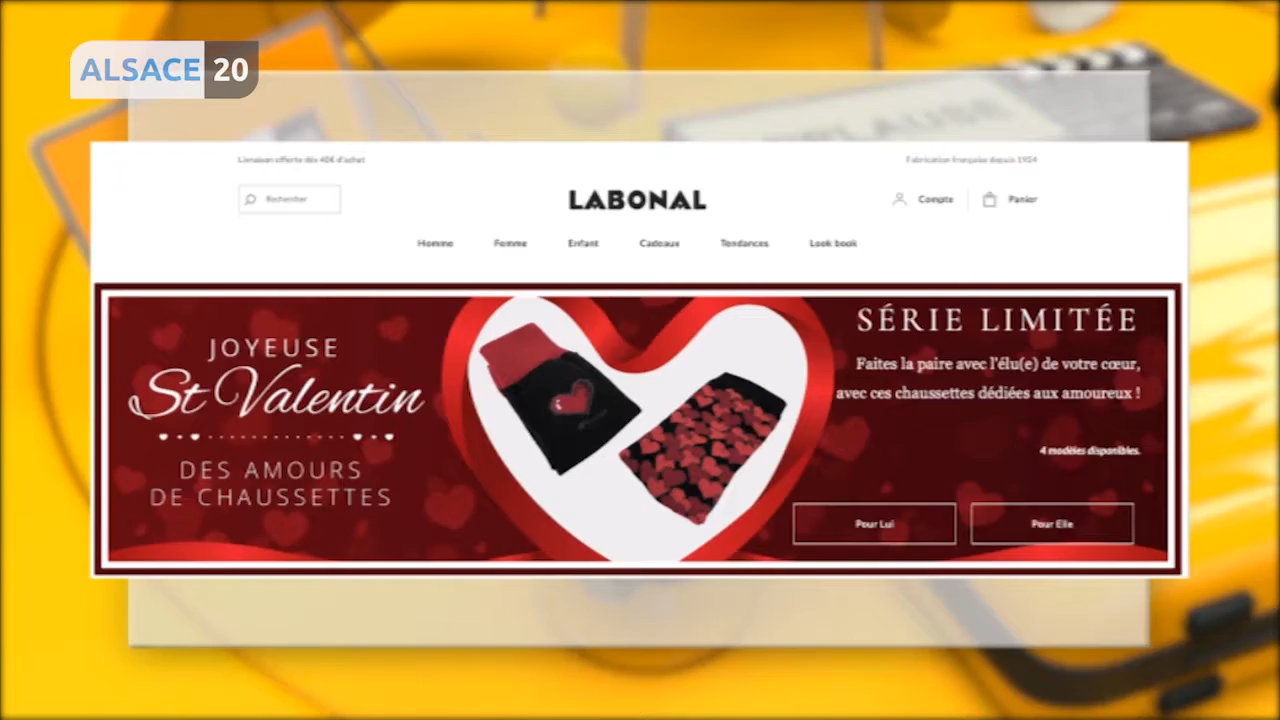 ALSACE 20
APPLAUSE
Livraison offerte dès 40€ d'achat
Fabrication française depuis 1924
Rechercher
LABONAL
Compte
Panier
Homme
Femme
Enfant
Cadeaux
Tendances
Look book
JOYEUSE
St Valentin
DES AMOURS
DE CHAUSSETTES
SÉRIE LIMITÉE
Faites la paire avec l'élu(e) de votre cœur,
avec ces chaussettes dédiées aux amoureux !
4 modèles disponibles.
Pour Lui
Pour Elle